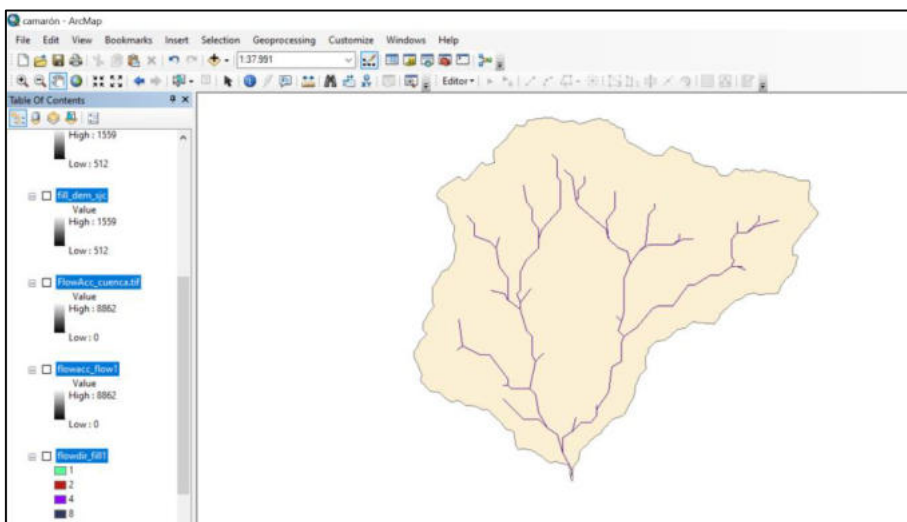 camarón - ArcMap
File Edit View Bookmarks Insert Selection Geoprocessing Customize Windows Help
1:37.991
Editor
Table Of Contents
High : 1559
Low : 512
fill_dem_sjc
Value
High : 1559
Low : 512
FlowAcc_cuenca.tif
Value
High : 8862
Low : 0
flowacc_flow1
Value
High : 8862
Low : 0
flowdir_fill1
1
2
4
8